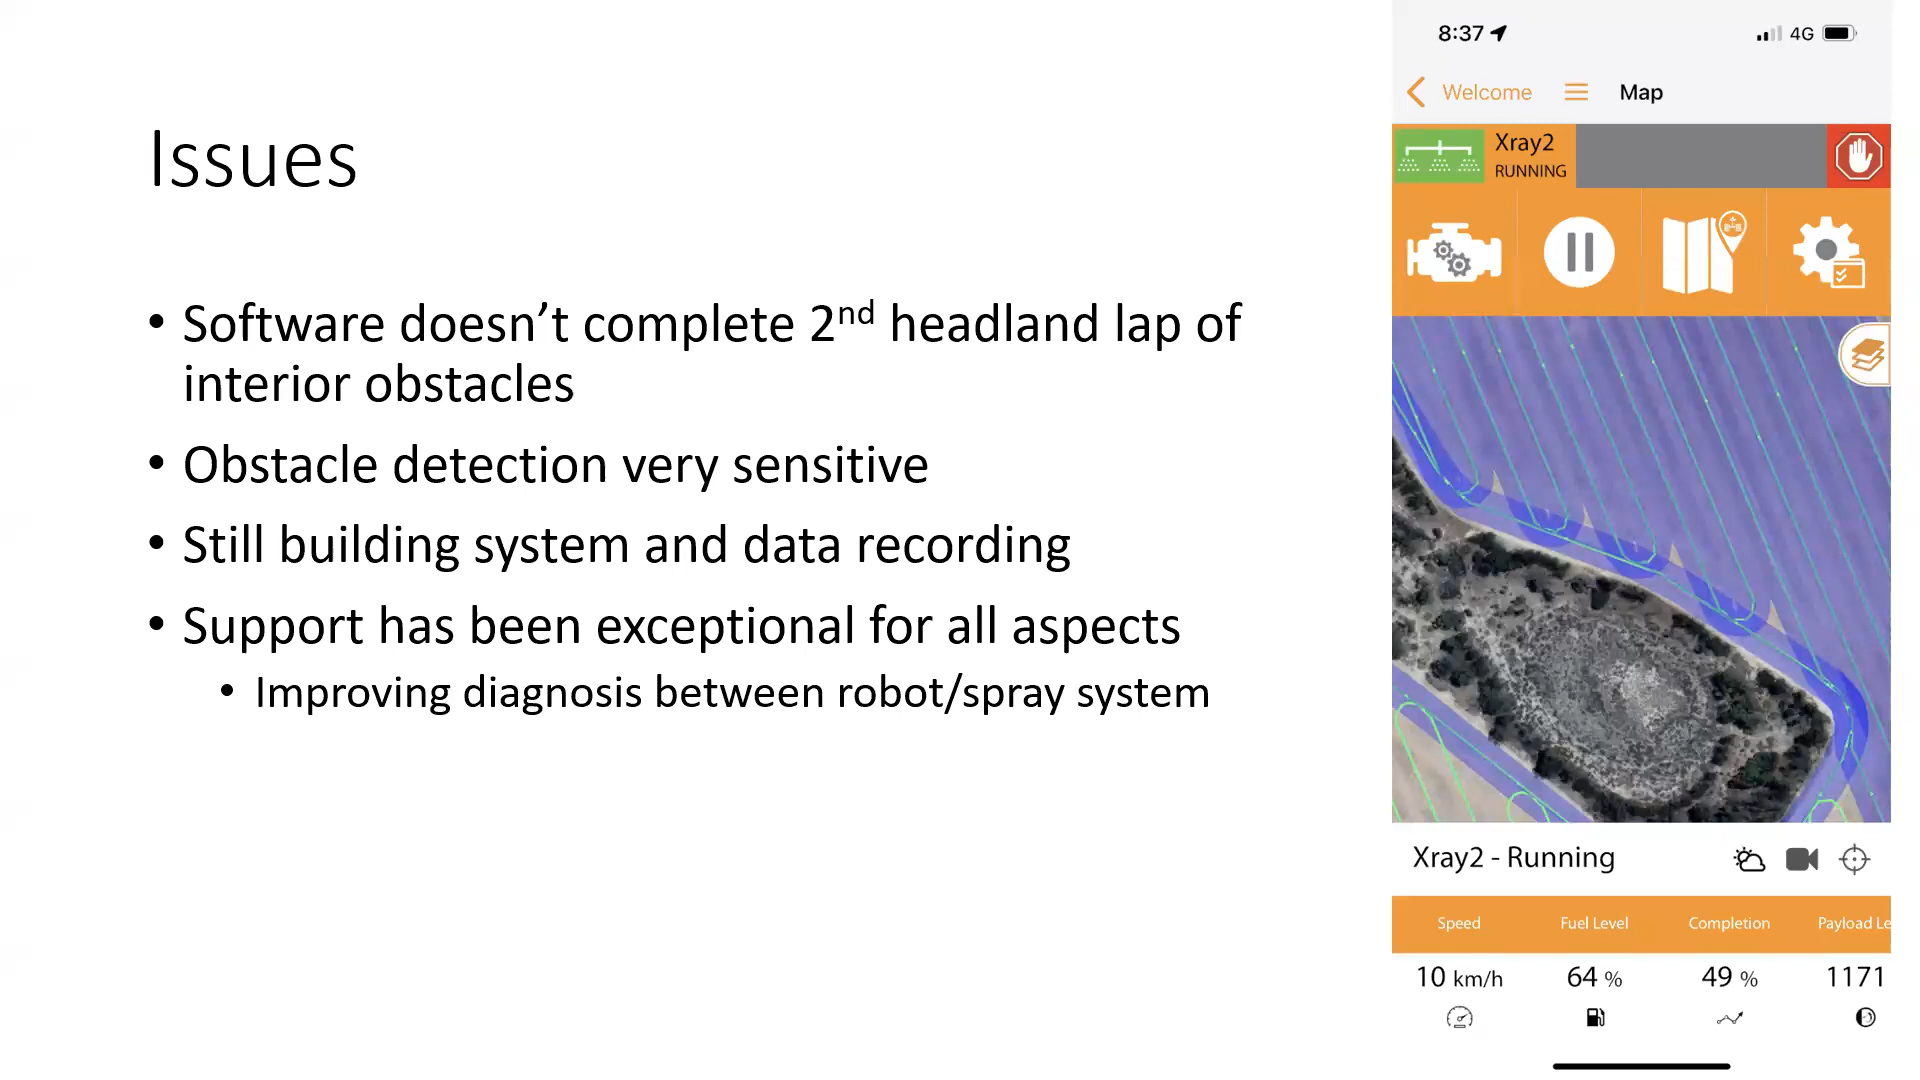 Issues
• Software doesn’t complete 2nd headland lap of
interior obstacles
• Obstacle detection very sensitive
• Still building system and data recording
• Support has been exceptional for all aspects
• Improving diagnosis between robot/spray system
8:37
4G
Welcome
Map
Xray2
RUNNING
Xray2 - Running
Speed Fuel Level Completion Payload Le
10 km/h 64 % 49 % 1171